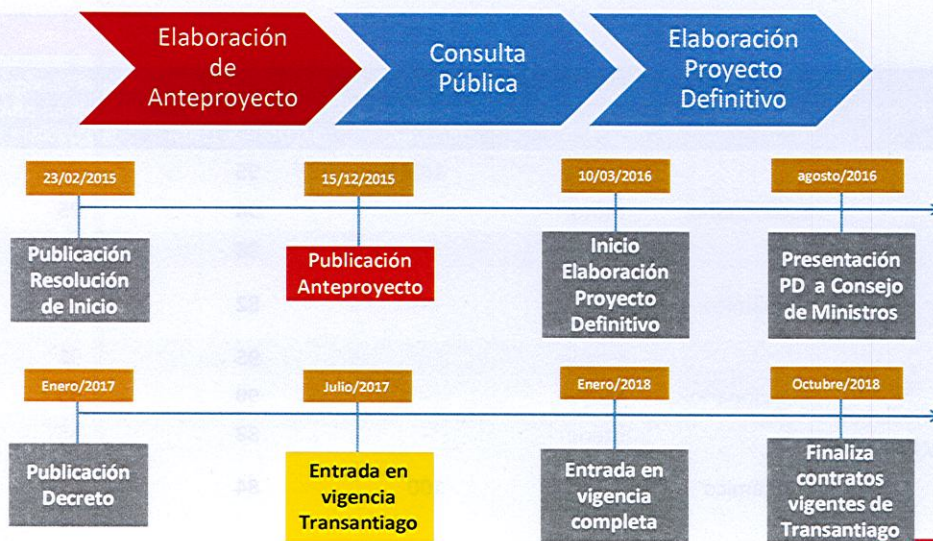 Elaboración
de
Anteproyecto
Consulta
Pública
Elaboración
Proyecto
Definitivo
23/02/2015
15/12/2015
10/03/2016
agosto/2016
Publicación
Resolución
de Inicio
Publicación
Anteproyecto
Inicio
Elaboración
Proyecto
Definitivo
Presentación
PD a Consejo
de Ministros
Enero/2017
Julio/2017
Enero/2018
Octubre/2018
Publicación
Decreto
Entrada en
vigencia
Transantiago
Entrada en
vigencia
completa
Finaliza
contratos
vigentes de
Transantiago